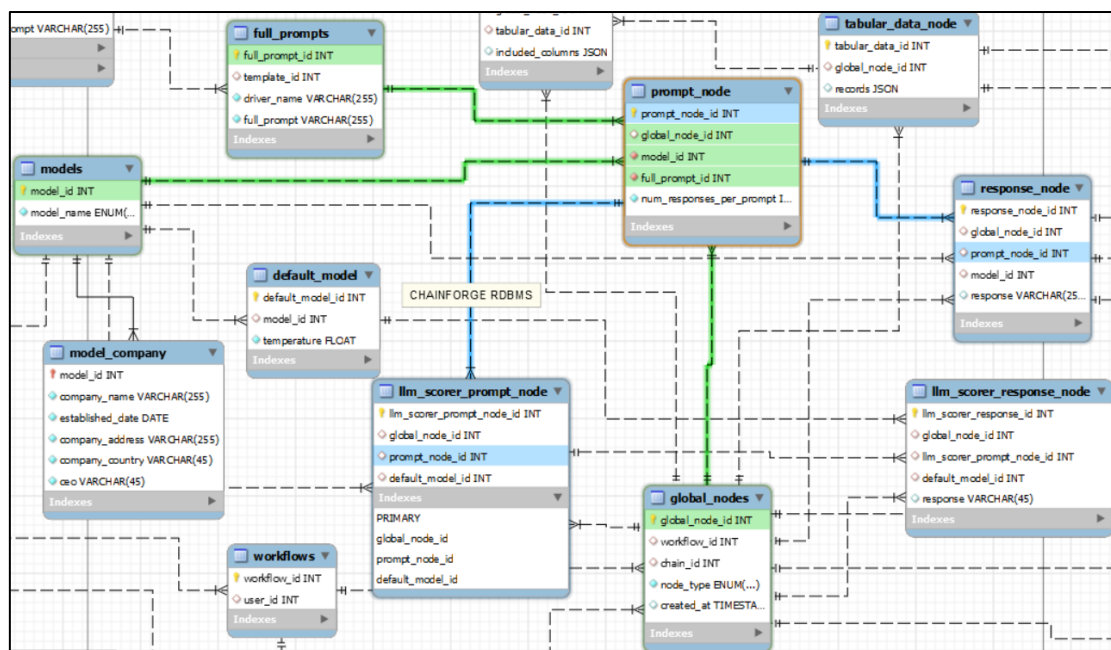 ompt VARCHAR(255)
full_prompts
full_prompt_id INT
template_id INT
driver_name VARCHAR(255)
full_prompt VARCHAR(255)
Indexes
tabular_data_id INT
included_columns JSON
Indexes
tabular_data_node
tabular_data_id INT
global_node_id INT
records JSON
Indexes
prompt_node
prompt_node_id INT
global_node_id INT
model_id INT
full_prompt_id INT
num_responses_per_prompt I...
Indexes
models
model_id INT
model_name ENUM(...
Indexes
response_node
response_node_id INT
global_node_id INT
prompt_node_id INT
model_id INT
response VARCHAR(25...
Indexes
default_model
default_model_id INT
model_id INT
temperature FLOAT
Indexes
CHAINFORGE RDBMS
model_company
model_id INT
company_name VARCHAR(255)
established_date DATE
company_address VARCHAR(255)
company_country VARCHAR(45)
ceo VARCHAR(45)
Indexes
llm_scorer_prompt_node
llm_scorer_prompt_node_id INT
global_node_id INT
prompt_node_id INT
default_model_id INT
Indexes
PRIMARY
global_node_id
prompt_node_id
default_model_id
llm_scorer_response_node
llm_scorer_response_id INT
global_node_id INT
llm_scorer_prompt_node_id INT
default_model_id INT
response VARCHAR(45)
Indexes
global_nodes
global_node_id INT
workflow_id INT
chain_id INT
node_type ENUM(...)
created_at TIMESTA...
Indexes
workflows
workflow_id INT
user_id INT
Indexes